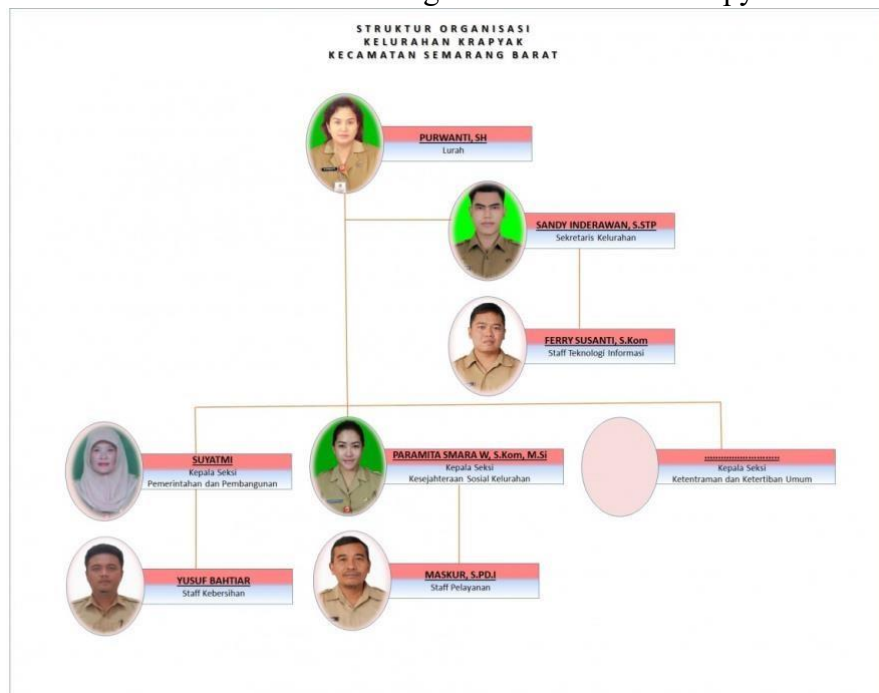 STRUKTUR ORGANISASI
KELURAHAN KRAPYAK
KECAMATAN SEMARANG BARAT
PURWANTI, SH
Lurah
SANDY INDERAWAN, S.STP
Sekretaris Kelurahan
FERRY SUSANTI, S.Kom
Staff Teknologi Informasi
SUYATMI
Kepala Seksi
Pemerintahan dan Pembangunan
PARAMITA SMARA W, S.Kom, M.Si
Kepala Seksi
Kesejahteraan Sosial Kelurahan
............................
Kepala Seksi
Ketentraman dan Ketertiban Umum
YUSUF BAHTIAR
Staff Kebersihan
MASKUR, S.PD.I
Staff Pelayanan